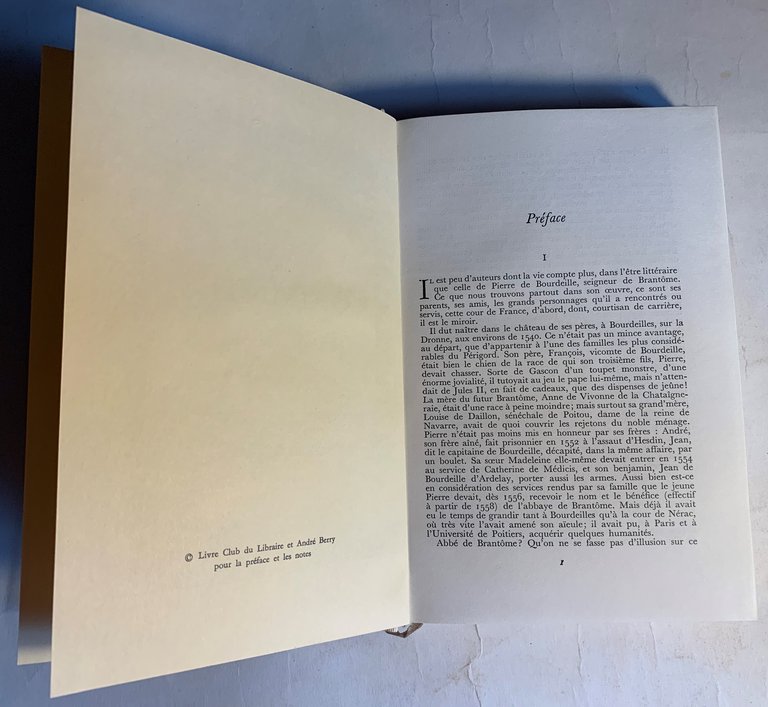 © Livre Club du Libraire et André Berry
pour la préface et les notes
Préface
I
IL est peu d'auteurs dont la vie compte plus, dans l'être littéraire
que celle de Pierre de Bourdeille, seigneur de Brantôme.
Ce que nous trouvons partout dans son œuvre, ce sont ses
parents, ses amis, les grands personnages qu'il a rencontrés ou
servis, cette cour de France, d'abord, dont, courtisan de carrière,
il est le miroir.
Il dut naître dans le château de ses pères, à Bourdeilles, sur la
Dronne, aux environs de 1540. Ce n'était pas un mince avantage,
au départ, que d'appartenir à l'une des familles les plus considé-
rables du Périgord. Son père, François, vicomte de Bourdeille,
était bien le chien de la race de qui son troisième fils, Pierre,
devait chasser. Sorte de Gascon d'un toupet monstre, d'une
énorme jovialité, il tutoyait au jeu le pape lui-même, mais n'atten-
dait de Jules II, en fait de cadeaux, que des dispenses de jeûne!
La mère du futur Brantôme, Anne de Vivonne de la Chataîgne-
raie, était d'une race à peine moindre; mais surtout sa grand'mère,
Louise de Daillon, sénéchale de Poitou, dame de la reine de
Navarre, avait de quoi couvrir les rejetons du noble ménage.
Pierre n'était pas moins mis en honneur par ses frères : André,
son frère aîné, fait prisonnier en 1552 à l'assaut d'Hesdin, Jean,
dit le capitaine de Bourdeille, décapité, dans la même affaire, par
un boulet. Sa sœur Madeleine elle-même devait entrer en 1554
au service de Catherine de Médicis, et son benjamin, Jean de
Bourdeille d'Ardelay, porter aussi les armes. Aussi bien est-ce
en considération des services rendus par sa famille que le jeune
Pierre devait, dès 1556, recevoir le nom et le bénéfice (effectif
à partir de 1558) de l'abbaye de Brantôme. Mais déjà il avait
eu le temps de grandir tant à Bourdeilles qu'à la cour de Nérac,
où très vite l'avait amené son aïeule; il avait pu, à Paris et à
l'Université de Poitiers, acquérir quelques humanités.
Abbé de Brantôme? Qu'on ne se fasse pas d'illusion sur ce
I